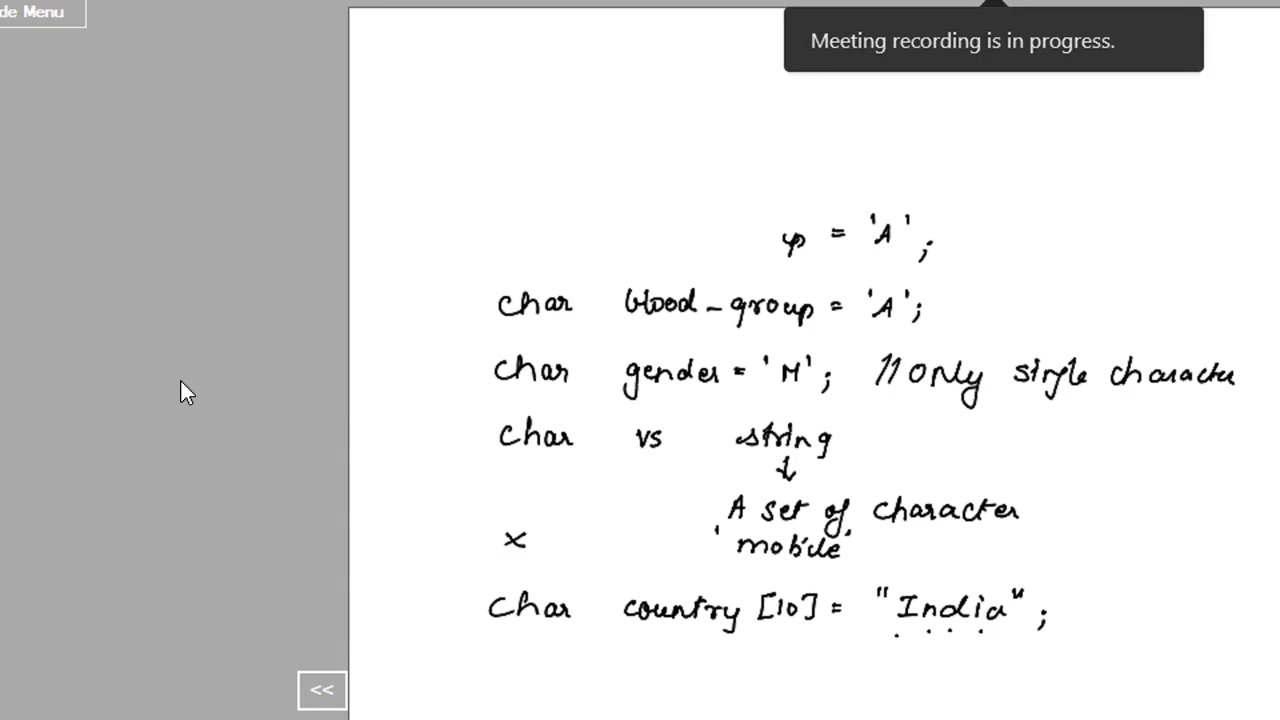 de Menu
Meeting recording is in progress.
= 'A';
char blood_group = 'A';
char gender = 'M'; // Only single character
char vs string
↓
A set of character
x 'mobile'
char country [10] = "India";
<<